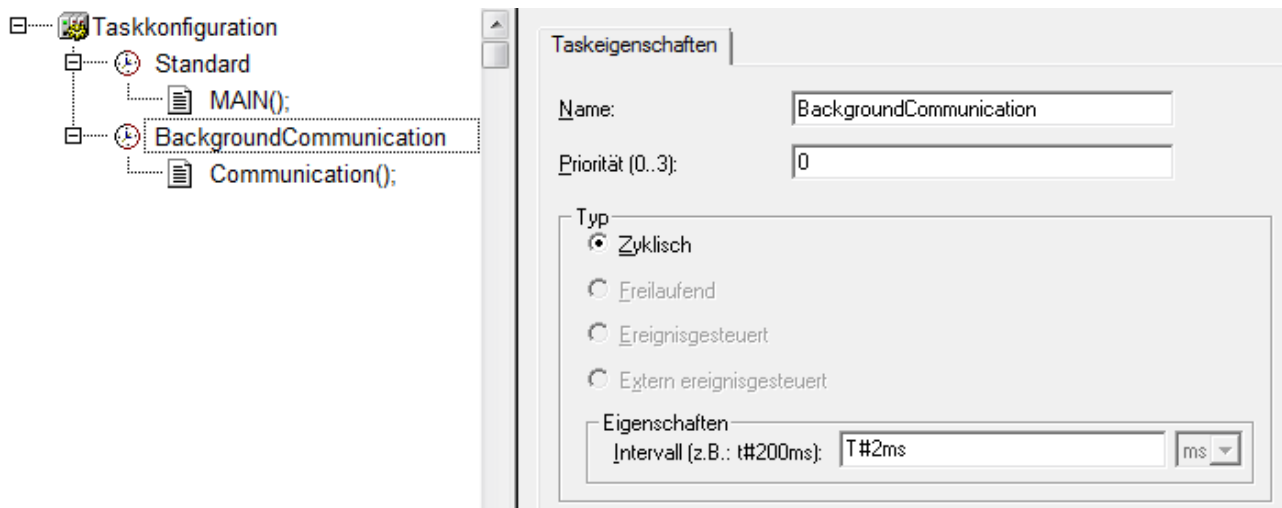 Taskkonfiguration
Standard
MAIN();
BackgroundCommunication
Communication();
Taskeigenschaften
Name: BackgroundCommunication
Priorität (0..3): 0
Typ
Zyklisch
Freilaufend
Ereignisgesteuert
Extern ereignisgesteuert
Eigenschaften
Intervall (z.B.: t#200ms): T#2ms ms